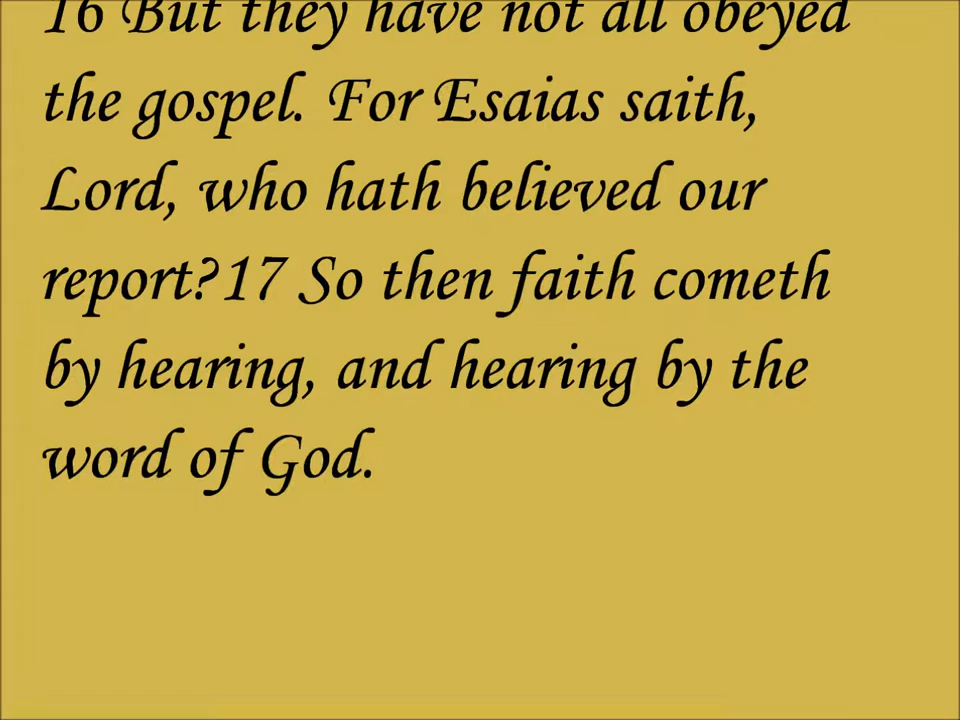 16 But they have not all obeyed
the gospel. For Esaias saith,
Lord, who hath believed our
report?17 So then faith cometh
by hearing, and hearing by the
word of God.